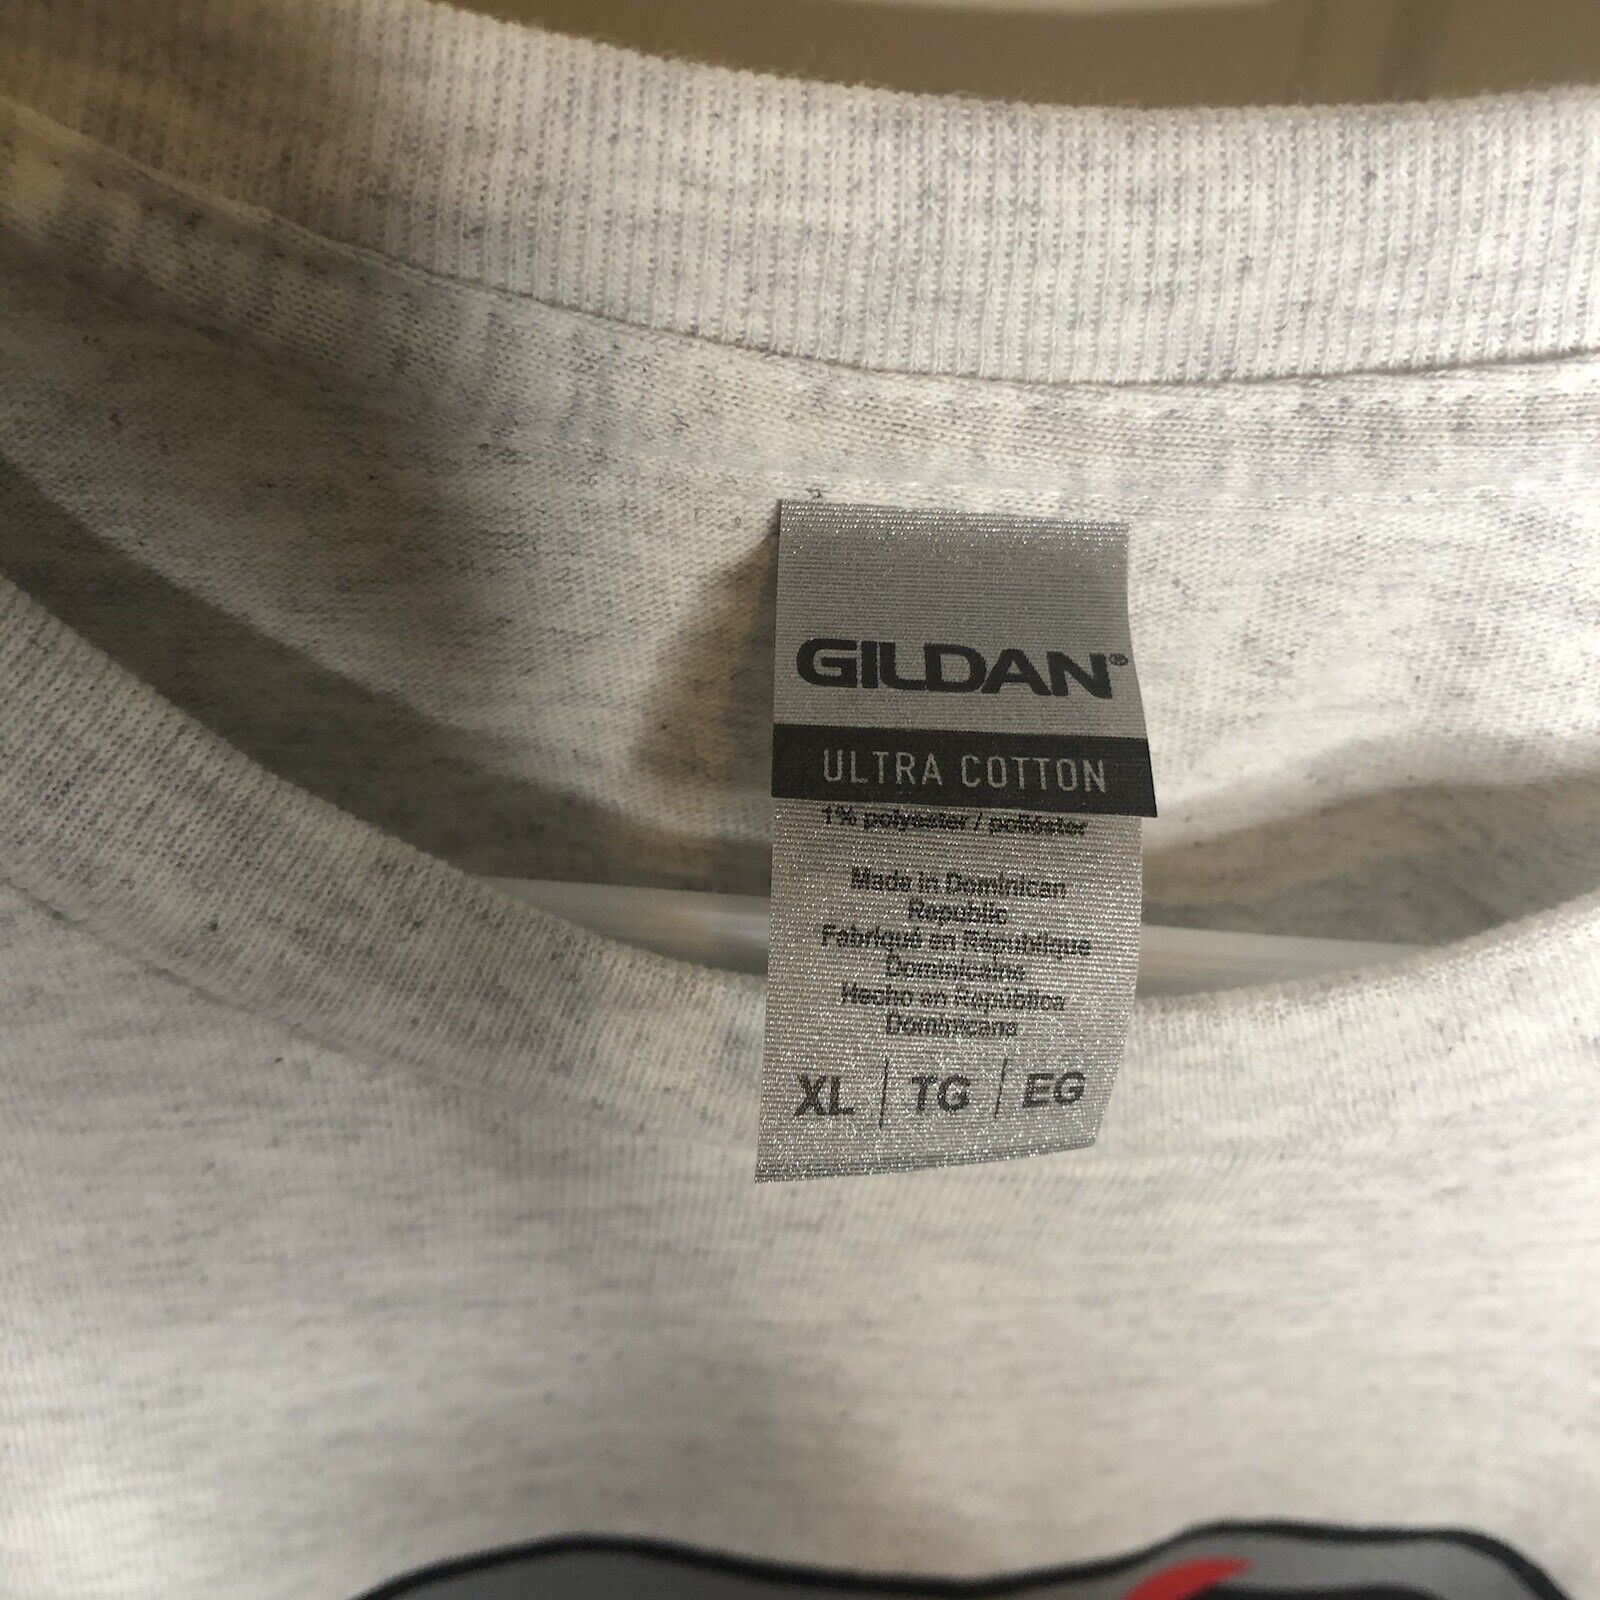 GILDAN®
ULTRA COTTON
1% polyester / poliéster
Made in Dominican
Republic
Fabriqué en République
Dominicaine
Hecho en República
Dominicana
XL | TG | EG